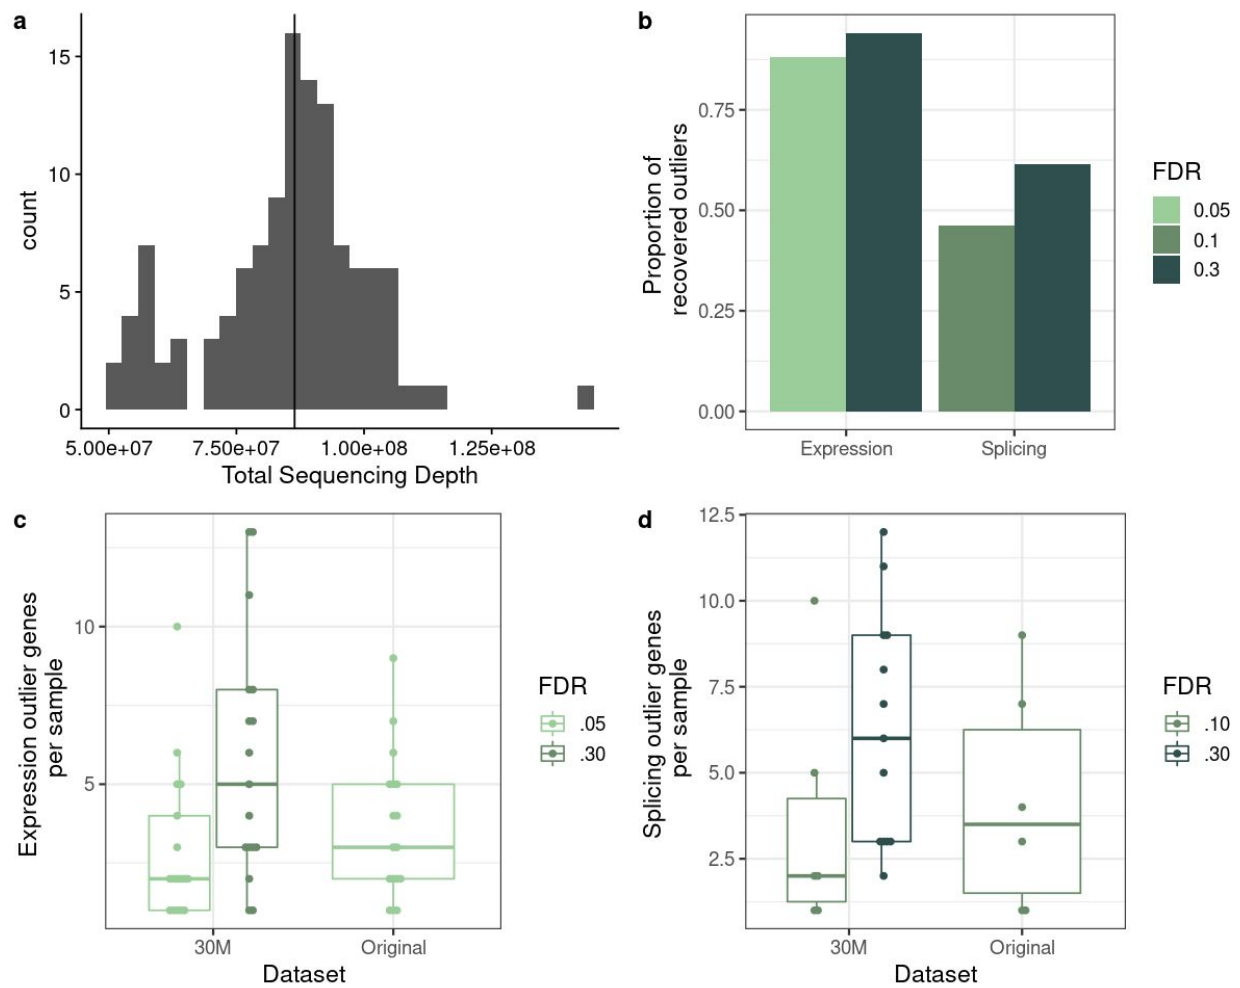 a
15
10
5
0
count
5.00e+07 7.50e+07 1.00e+08 1.25e+08
Total Sequencing Depth
b
0.75
0.50
0.25
0.00
Proportion of
recovered outliers
Expression Splicing
FDR
0.05
0.1
0.3
c
10
5
Expression outlier genes
per sample
30M Original
Dataset
FDR
.05
.30
d
12.5
10.0
7.5
5.0
2.5
Splicing outlier genes
per sample
30M Original
Dataset
FDR
.10
.30